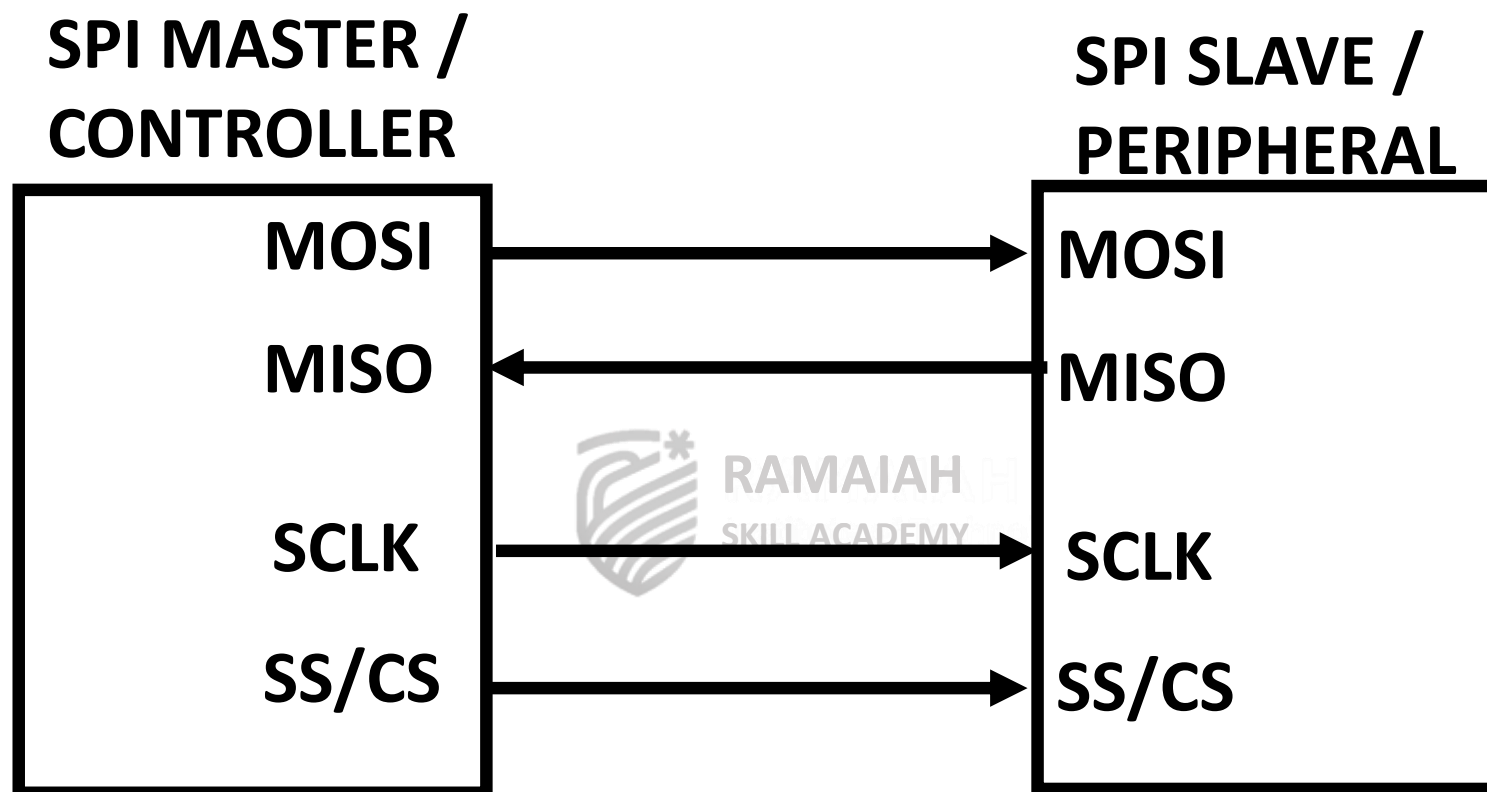 SPI MASTER /
CONTROLLER
SPI SLAVE /
PERIPHERAL
MOSI
MOSI
MISO
MISO
RAMAIAH
SKILL ACADEMY
SCLK
SCLK
SS/CS
SS/CS